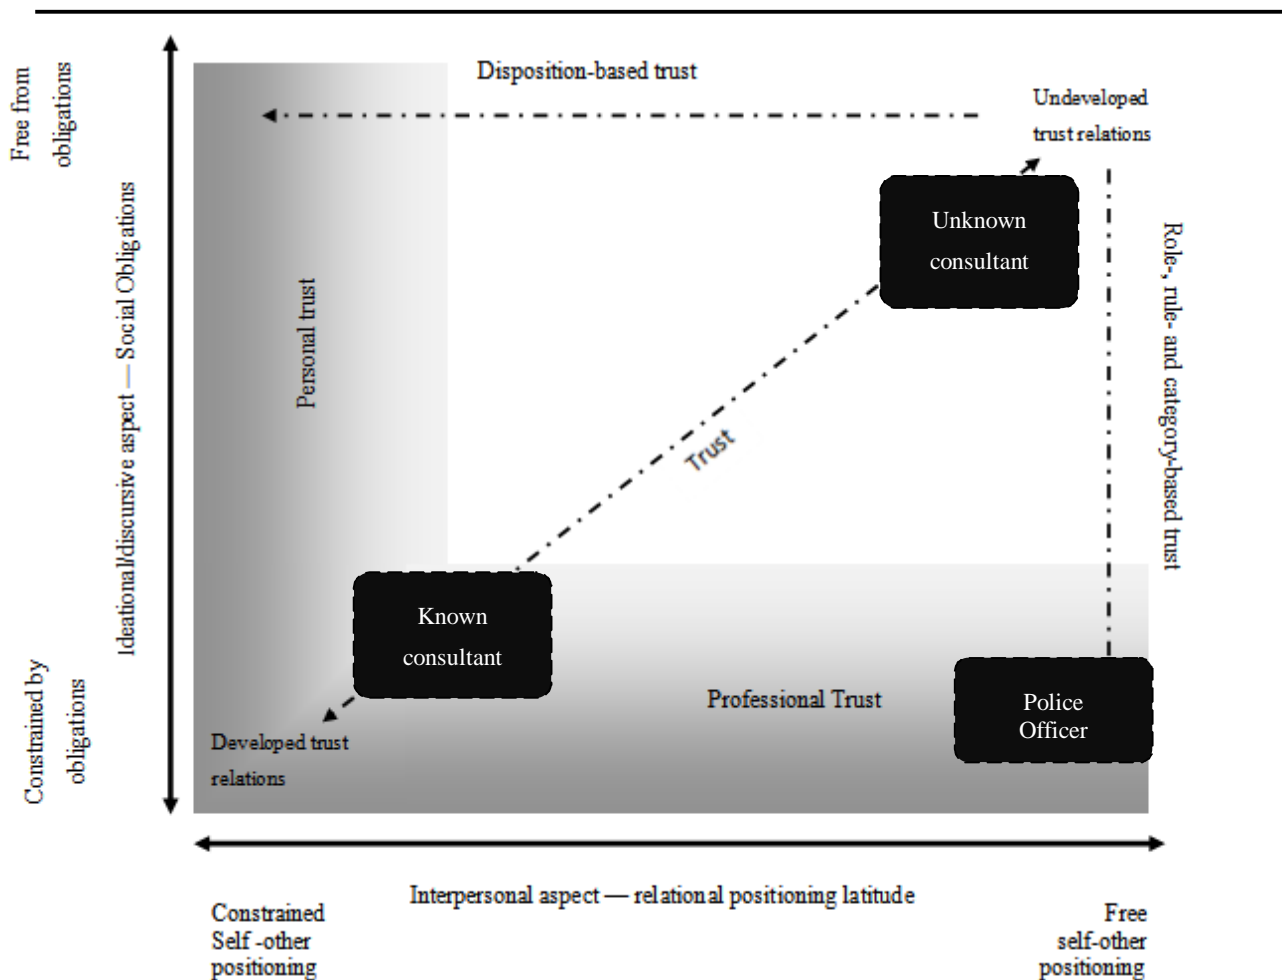 Free from
obligations
Disposition-based trust
Undeveloped
trust relations
Unknown
consultant
Ideational/discursive aspect — Social Obligations
Personal trust
Role-, rule- and category-based trust
Trust
Known
consultant
Professional Trust
Police
Officer
Constrained by
obligations
Developed trust
relations
Interpersonal aspect — relational positioning latitude
Constrained
Self -other
positioning
Free
self-other
positioning